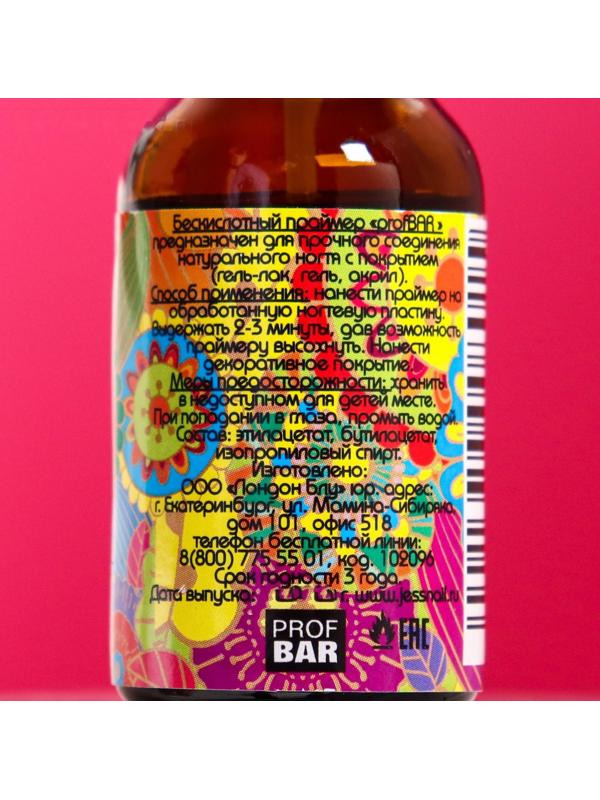 Бескислотный праймер «profBAR»
предназначен для прочного соединения
натурального ногтя с покрытием
(гель-лак, гель, акрил).
Способ применения: нанести праймер на
обработанную ногтевую пластину.
Выдержать 2-3 минуты, дав возможность
праймеру высохнуть. Нанести
декоративное покрытие.
Меры предосторожности: хранить
в недоступном для детей месте.
При попадании в глаза, промыть водой.
Состав: этилацетат, бутилацетат,
изопропиловый спирт.
Изготовлено:
ООО «Лондон Блу» юр. адрес:
г. Екатеринбург, ул. Мамина-Сибиряка,
дом 101, офис 518
телефон бесплатной линии:
8(800)775 55 01, код. 102096
Срок годности 3 года.
Дата выпуска: г. www.jessnail.ru
PROF
BAR
EAC